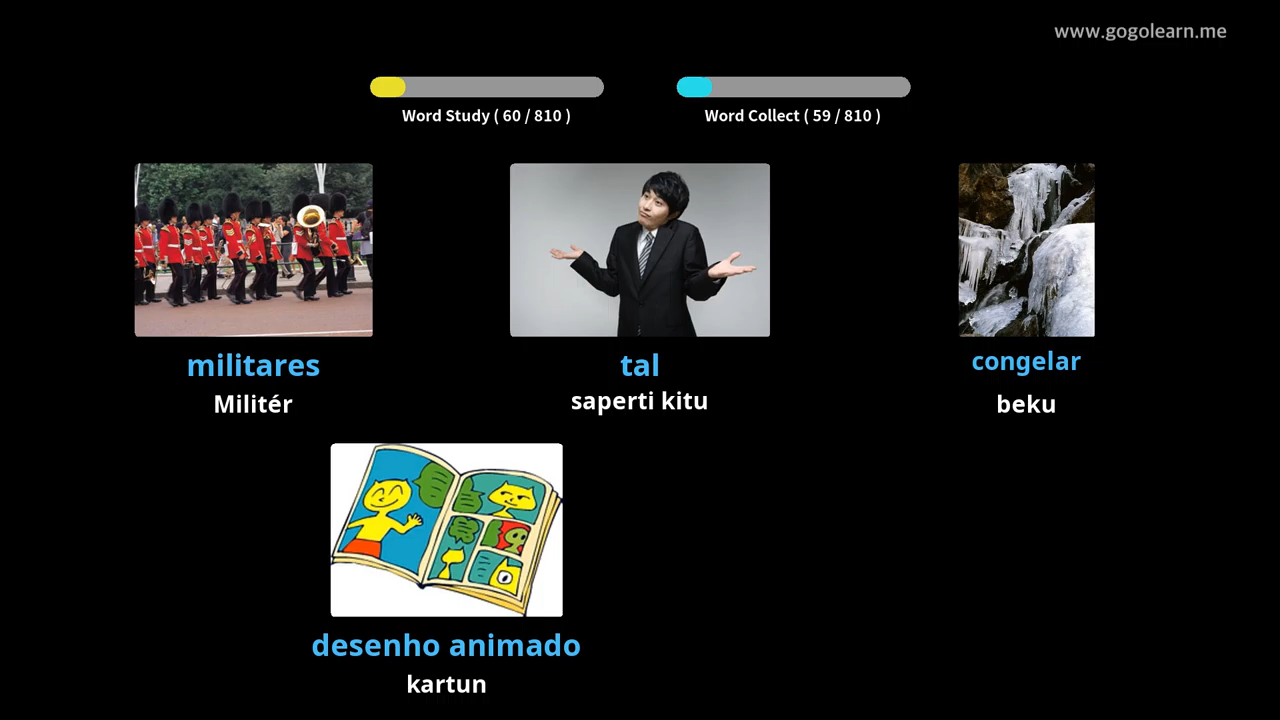 www.gogolearn.me
Word Study ( 60 / 810 )
Word Collect ( 59 / 810 )
militares
Militér
tal
saperti kitu
congelar
beku
desenho animado
kartun